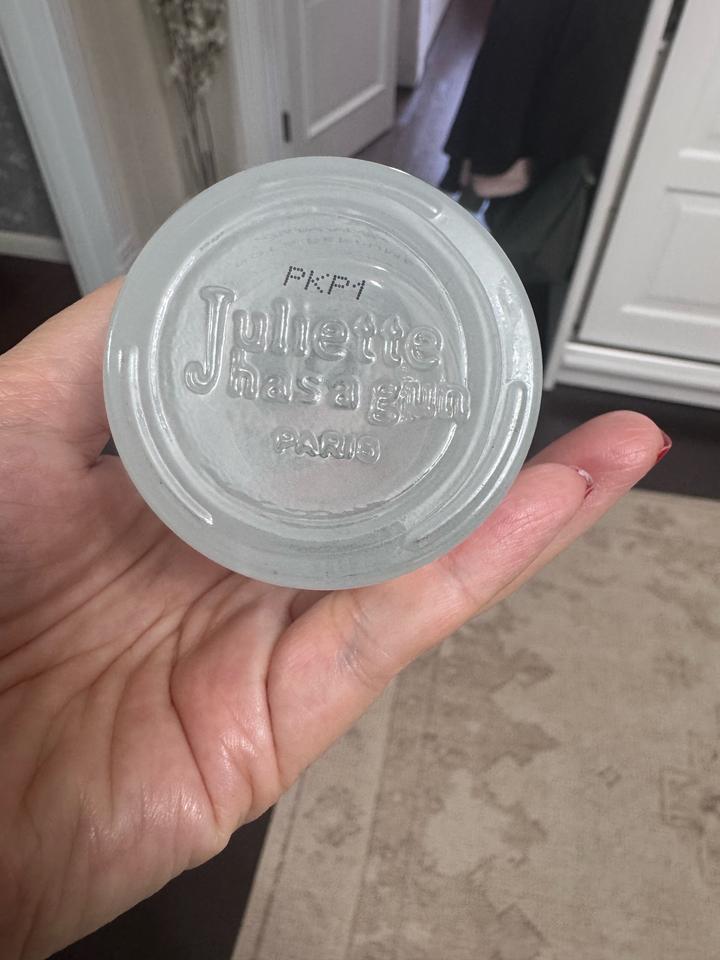 PKP1
Juliette
has a gun
PARIS